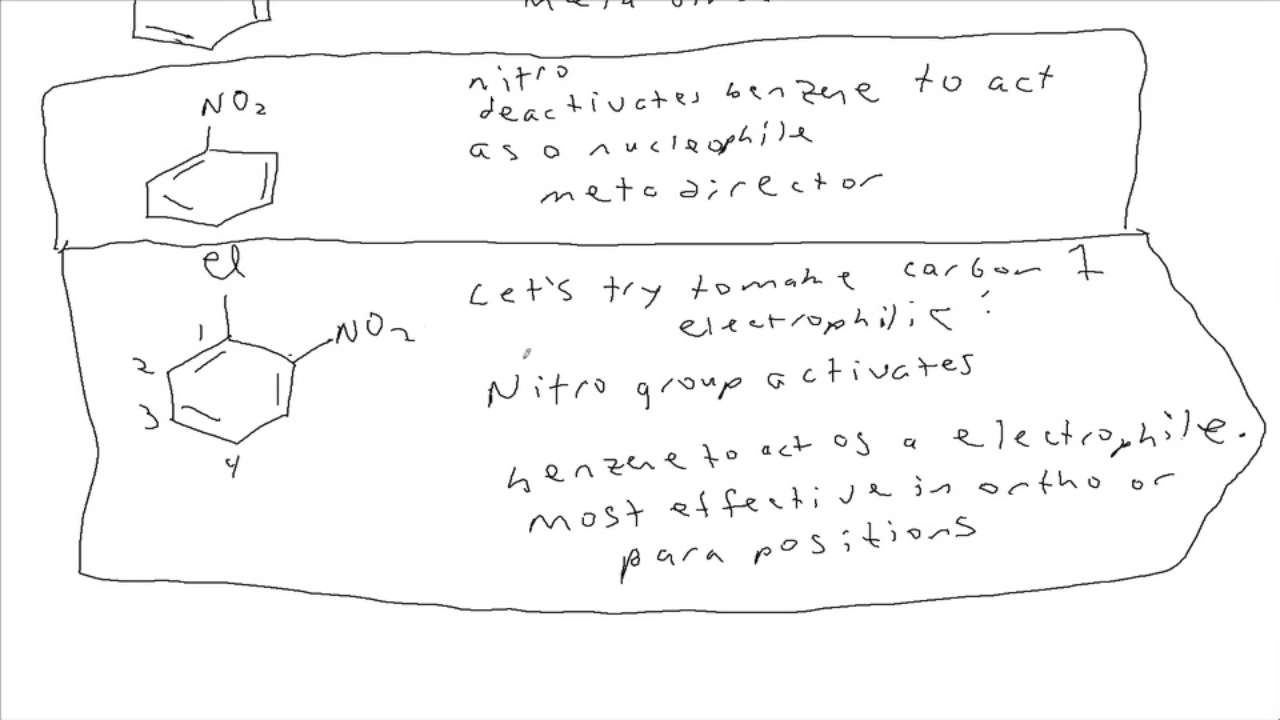 nitro
NO2
deactivates benzene to act
as a nucleophile
meta director
Cl
Let's try to make carbon 1
electrophilic:
1
NO2
2
Nitro group activates
3
benzene to act as a electrophile.
4
most effective in ortho or
para positions